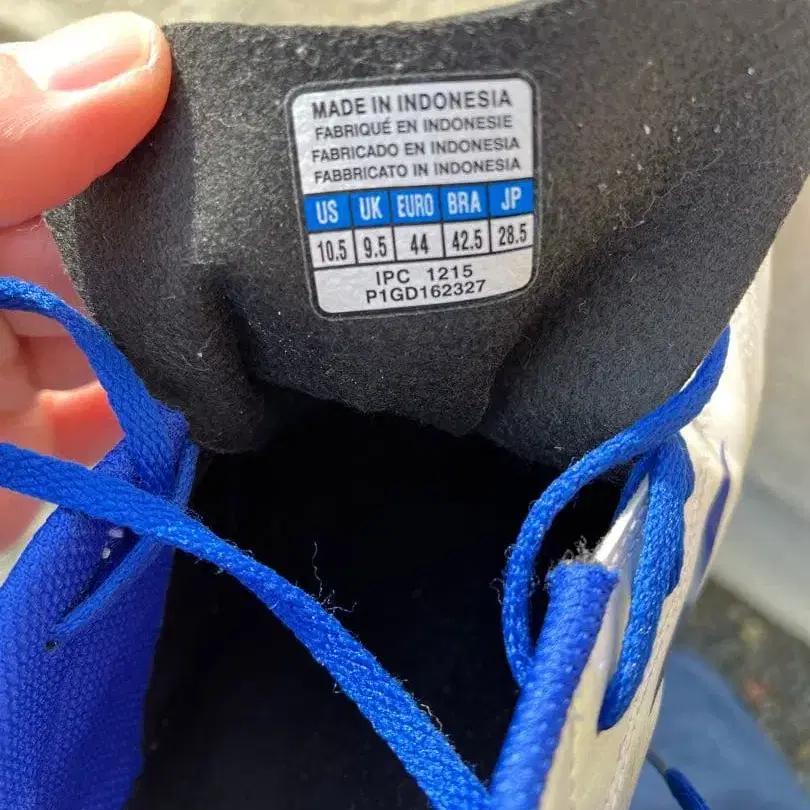 MADE IN INDONESIA
FABRIQUÉ EN INDONESIE
FABRICADO EN INDONESIA
FABBRICATO IN INDONESIA
US UK EURO BRA JP
10.5 9.5 44 42.5 28.5
IPC 1215
P1GD162327